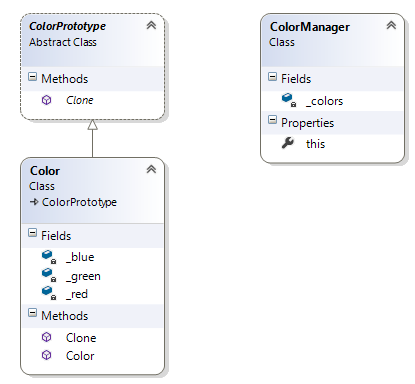 ColorPrototype
Abstract Class
Methods
Clone
Color
Class
ColorPrototype
Fields
_blue
_green
_red
Methods
Clone
Color
ColorManager
Class
Fields
_colors
Properties
this